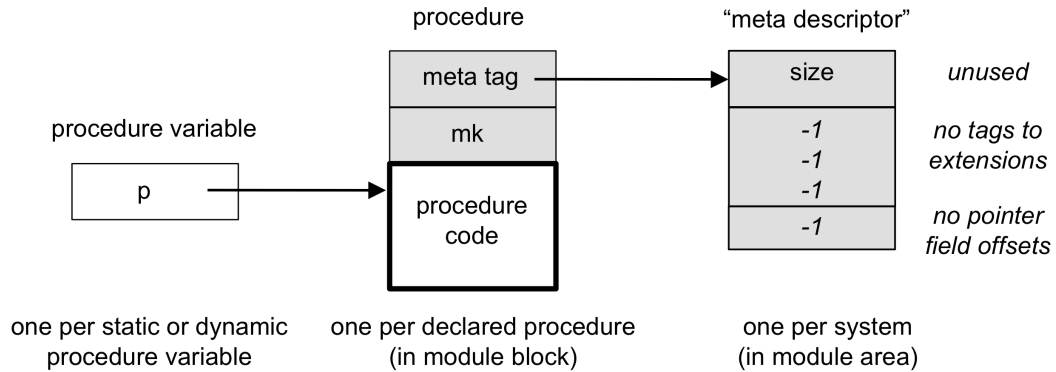 procedure
“meta descriptor”
meta tag
size
unused
procedure variable
mk
-1
no tags to
-1
extensions
p
-1
procedure
code
-1
no pointer
field offsets
one per static or dynamic
procedure variable
one per declared procedure
(in module block)
one per system
(in module area)